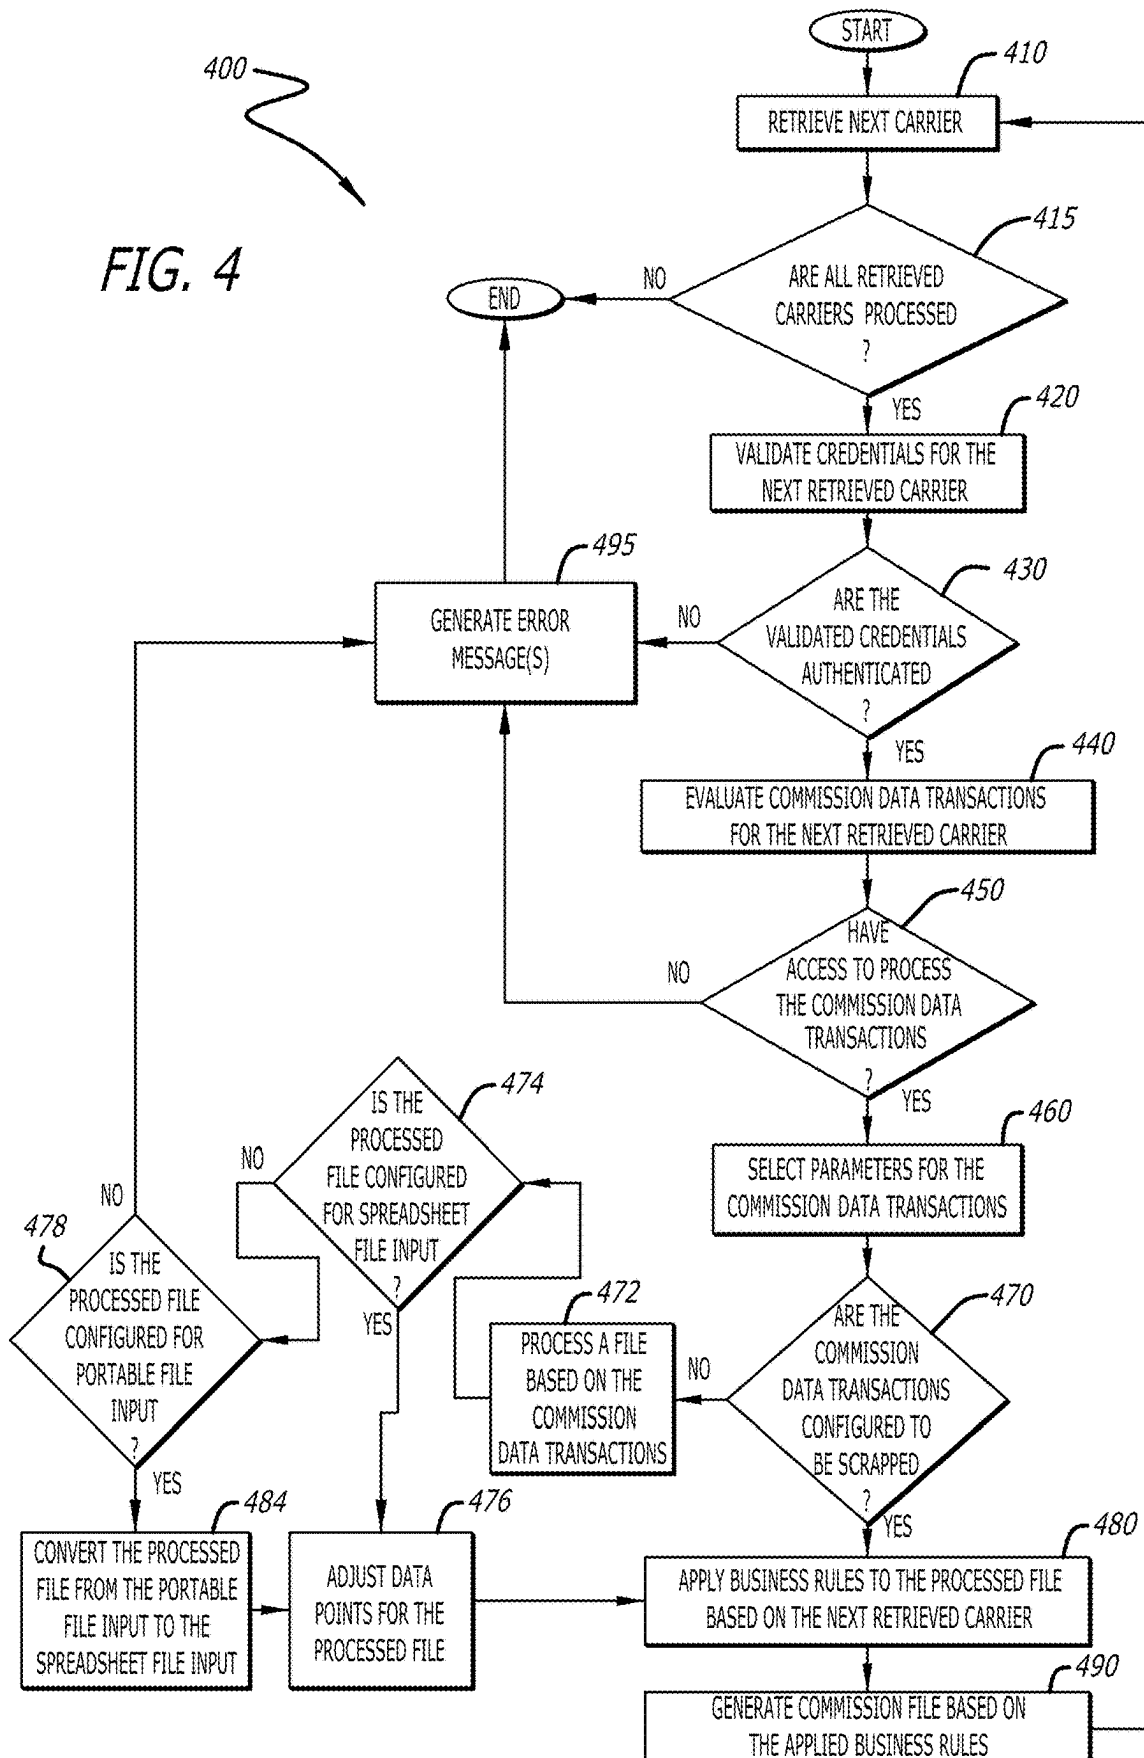 START
400
410
RETRIEVE NEXT CARRIER
415
FIG. 4
ARE ALL RETRIEVED
CARRIERS PROCESSED
?
NO
END
YES
420
VALIDATE CREDENTIALS FOR THE
NEXT RETRIEVED CARRIER
495
430
GENERATE ERROR
MESSAGE(S)
NO
ARE THE
VALIDATED CREDENTIALS
AUTHENTICATED
?
YES
440
EVALUATE COMMISSION DATA TRANSACTIONS
FOR THE NEXT RETRIEVED CARRIER
450
HAVE
ACCESS TO PROCESS
THE COMMISSION DATA
TRANSACTIONS
?
NO
YES
460
SELECT PARAMETERS FOR THE
COMMISSION DATA TRANSACTIONS
474
IS THE
PROCESSED
FILE CONFIGURED
FOR SPREADSHEET
FILE INPUT
?
NO
YES
NO
478
IS THE
PROCESSED FILE
CONFIGURED FOR
PORTABLE FILE
INPUT
?
YES
472
PROCESS A FILE
BASED ON THE
COMMISSION
DATA TRANSACTIONS
NO
470
ARE THE
COMMISSION
DATA TRANSACTIONS
CONFIGURED TO
BE SCRAPPED
?
YES
484
CONVERT THE PROCESSED
FILE FROM THE PORTABLE
FILE INPUT TO THE
SPREADSHEET FILE INPUT
476
ADJUST DATA
POINTS FOR THE
PROCESSED FILE
480
APPLY BUSINESS RULES TO THE PROCESSED FILE
BASED ON THE NEXT RETRIEVED CARRIER
490
GENERATE COMMISSION FILE BASED ON
THE APPLIED BUSINESS RULES